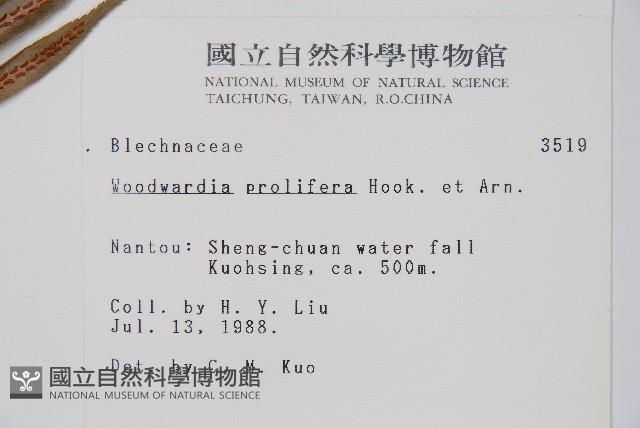 國立自然科學博物館
NATIONAL MUSEUM OF NATURAL SCIENCE
TAICHUNG, TAIWAN, R.O.CHINA
Blechnaceae 3519
Woodwardia prolifera Hook. et Arn.
Nantou: Sheng-chuan water fall
Kuohsing, ca. 500m.
Coll. by H. Y. Liu
Jul. 13, 1988.
Det. by C. M. Kuo
國立自然科學博物館
NATIONAL MUSEUM OF NATURAL SCIENCE